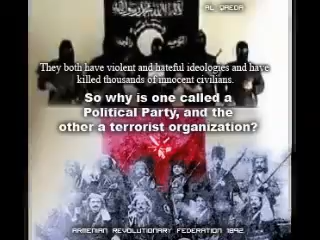 AL QAEDA
They both have violent and hateful ideologies and have
killed thousands of innocent civilians.
So why is one called a
Political Party, and the
other a terrorist organization?
ARMENIAN REVOLUTIONARY FEDERATION 1892